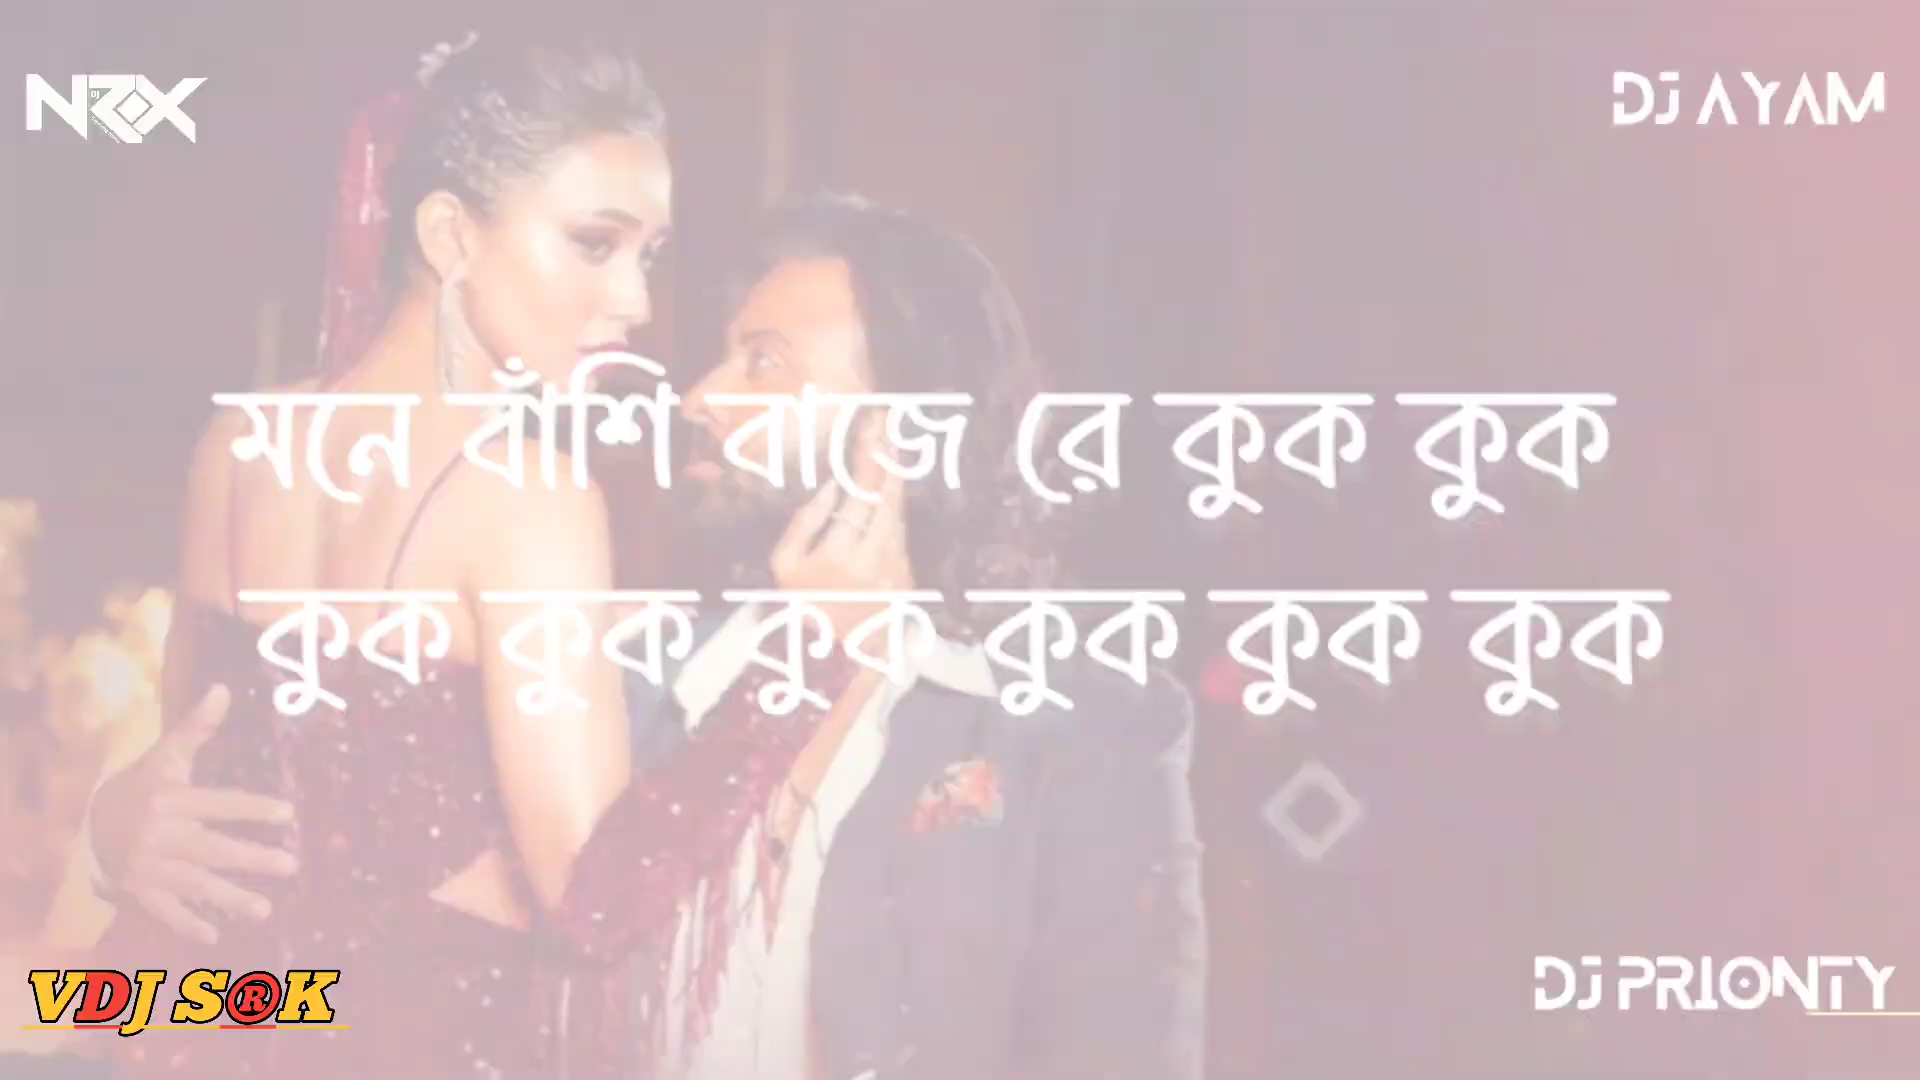 NRX
DJ AYAM
মনে বাঁশি বাজে রে কুক কুক
কুক কুক কুক কুক কুক কুক
VDJ S®K
DJ PRIONTY